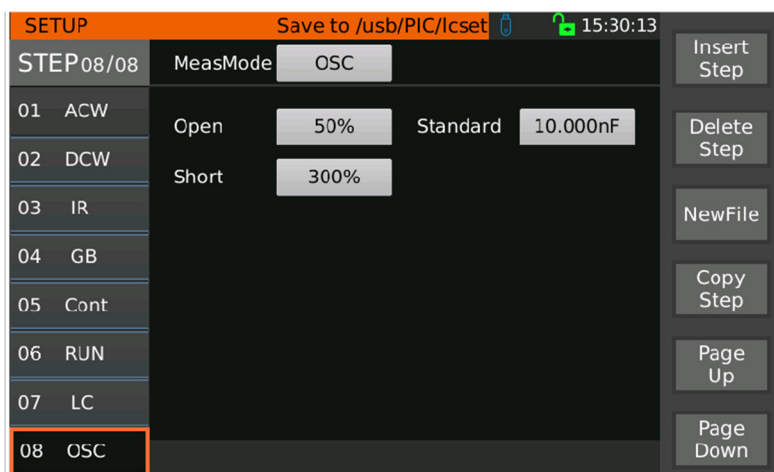 SETUP Save to /usb/PIC/lcset 15:30:13
STEP08/08 MeasMode OSC
01 ACW
02 DCW
03 IR
04 GB
05 Cont
06 RUN
07 LC
08 OSC
Open 50% Standard 10.000nF
Short 300%
Insert
Step
Delete
Step
NewFile
Copy
Step
Page
Up
Page
Down